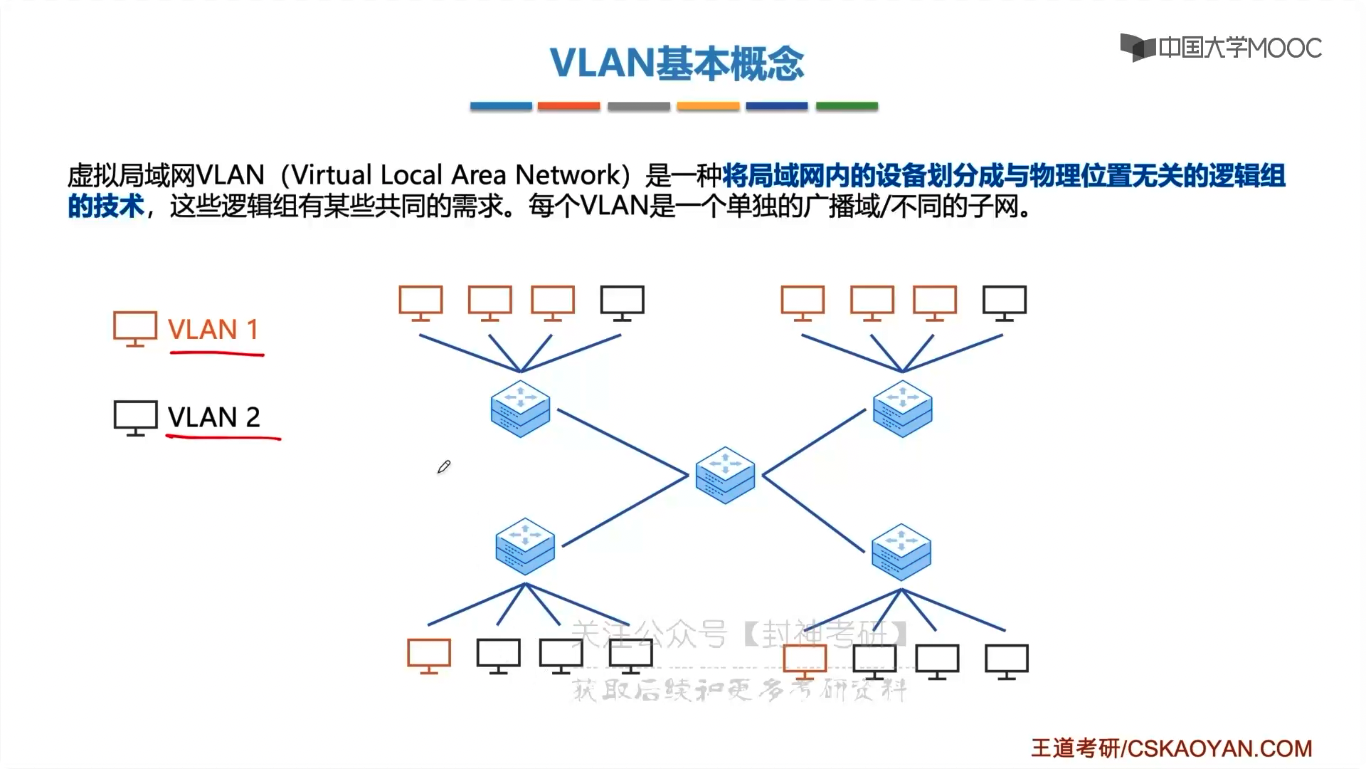 中国大学MOOC
VLAN基本概念
虚拟局域网VLAN（Virtual Local Area Network）是一种将局域网内的设备划分成与物理位置无关的逻辑组
的技术，这些逻辑组有某些共同的需求。每个VLAN是一个单独的广播域/不同的子网。
VLAN 1
VLAN 2
关注公众号【封神考研】
获取后续和更多考研资料
王道考研/CSKAOYAN.COM